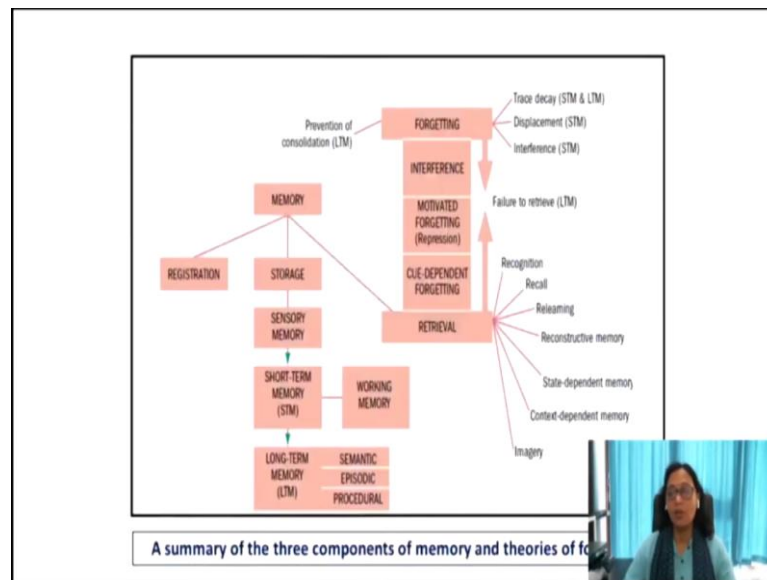 Trace decay (STM & LTM)
Prevention of
consolidation (LTM)
FORGETTING
Displacement (STM)
Interference (STM)
INTERFERENCE
MEMORY
MOTIVATED
FORGETTING
(Repression)
Failure to retrieve (LTM)
REGISTRATION
STORAGE
CUE-DEPENDENT
FORGETTING
Recognition
Recall
Relearning
SENSORY
MEMORY
RETRIEVAL
Reconstructive memory
SHORT-TERM
MEMORY
(STM)
WORKING
MEMORY
State-dependent memory
Context-dependent memory
Imagery
LONG-TERM
MEMORY
(LTM)
SEMANTIC
EPISODIC
PROCEDURAL
A summary of the three components of memory and theories of